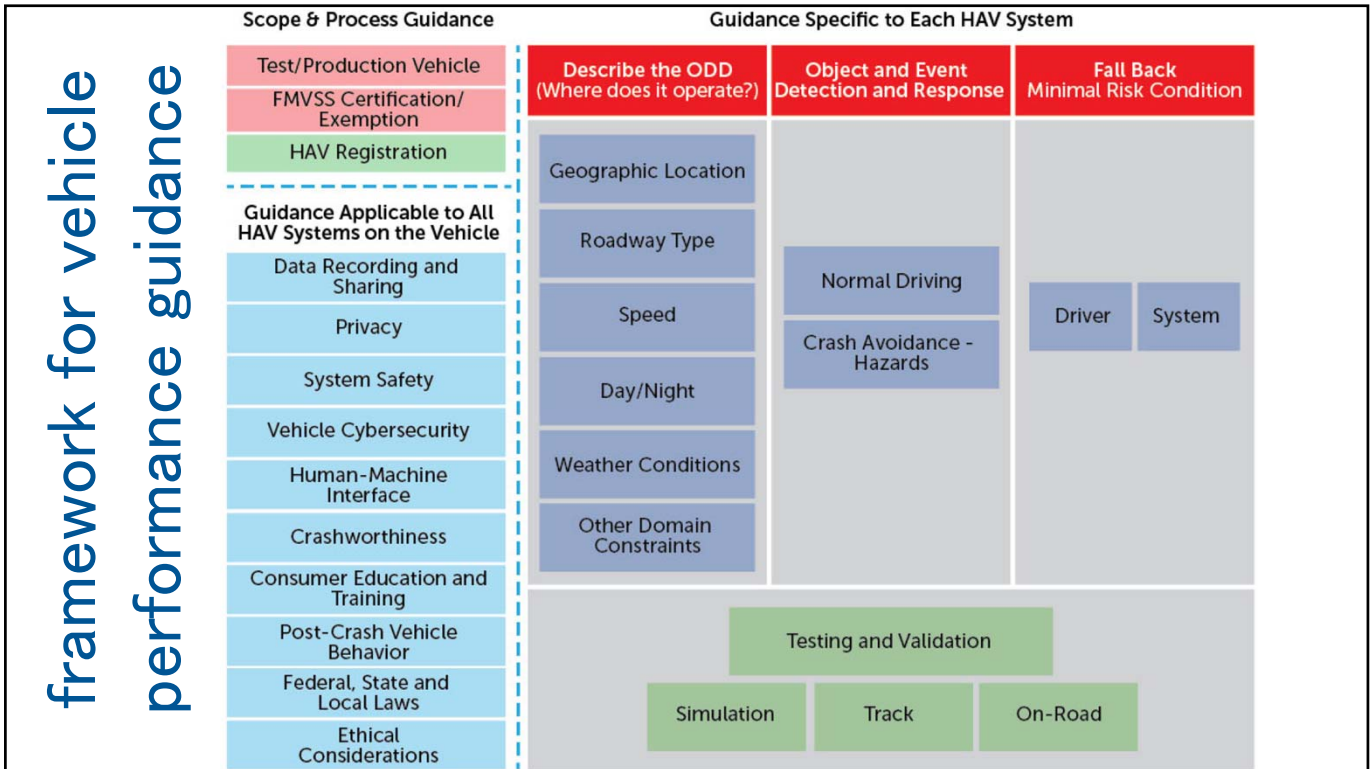 framework for vehicle
performance guidance
Scope & Process Guidance
Test/Production Vehicle
FMVSS Certification/
Exemption
HAV Registration
Guidance Applicable to All
HAV Systems on the Vehicle
Data Recording and
Sharing
Privacy
System Safety
Vehicle Cybersecurity
Human-Machine
Interface
Crashworthiness
Consumer Education and
Training
Post-Crash Vehicle
Behavior
Federal, State and
Local Laws
Ethical
Considerations
Guidance Specific to Each HAV System
Describe the ODD
(Where does it operate?)
Geographic Location
Roadway Type
Speed
Day/Night
Weather Conditions
Other Domain
Constraints
Object and Event
Detection and Response
Normal Driving
Crash Avoidance -
Hazards
Fall Back
Minimal Risk Condition
Driver
System
Testing and Validation
Simulation
Track
On-Road